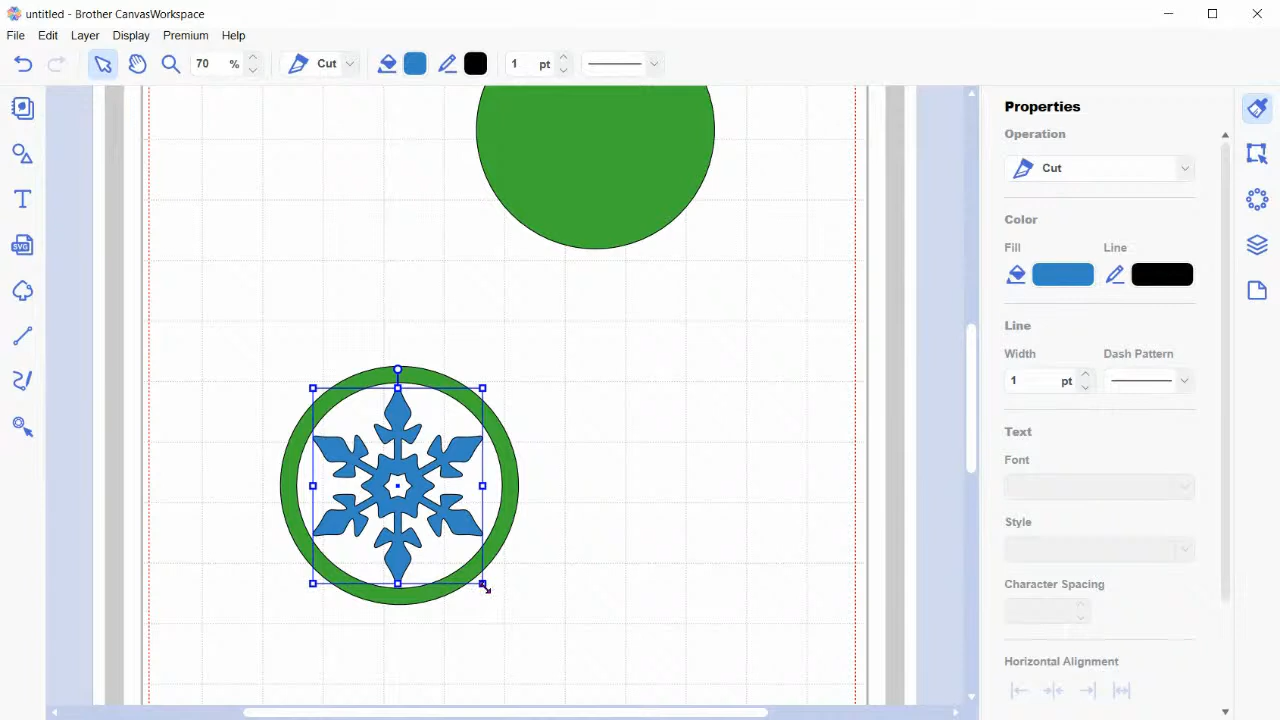 untitled - Brother CanvasWorkspace
File Edit Layer Display Premium Help
70 % Cut 1 pt
Properties
Operation
Cut
Color
Fill Line
Line
Width Dash Pattern
1 pt
Text
Font
Style
Character Spacing
Horizontal Alignment
SVG
T